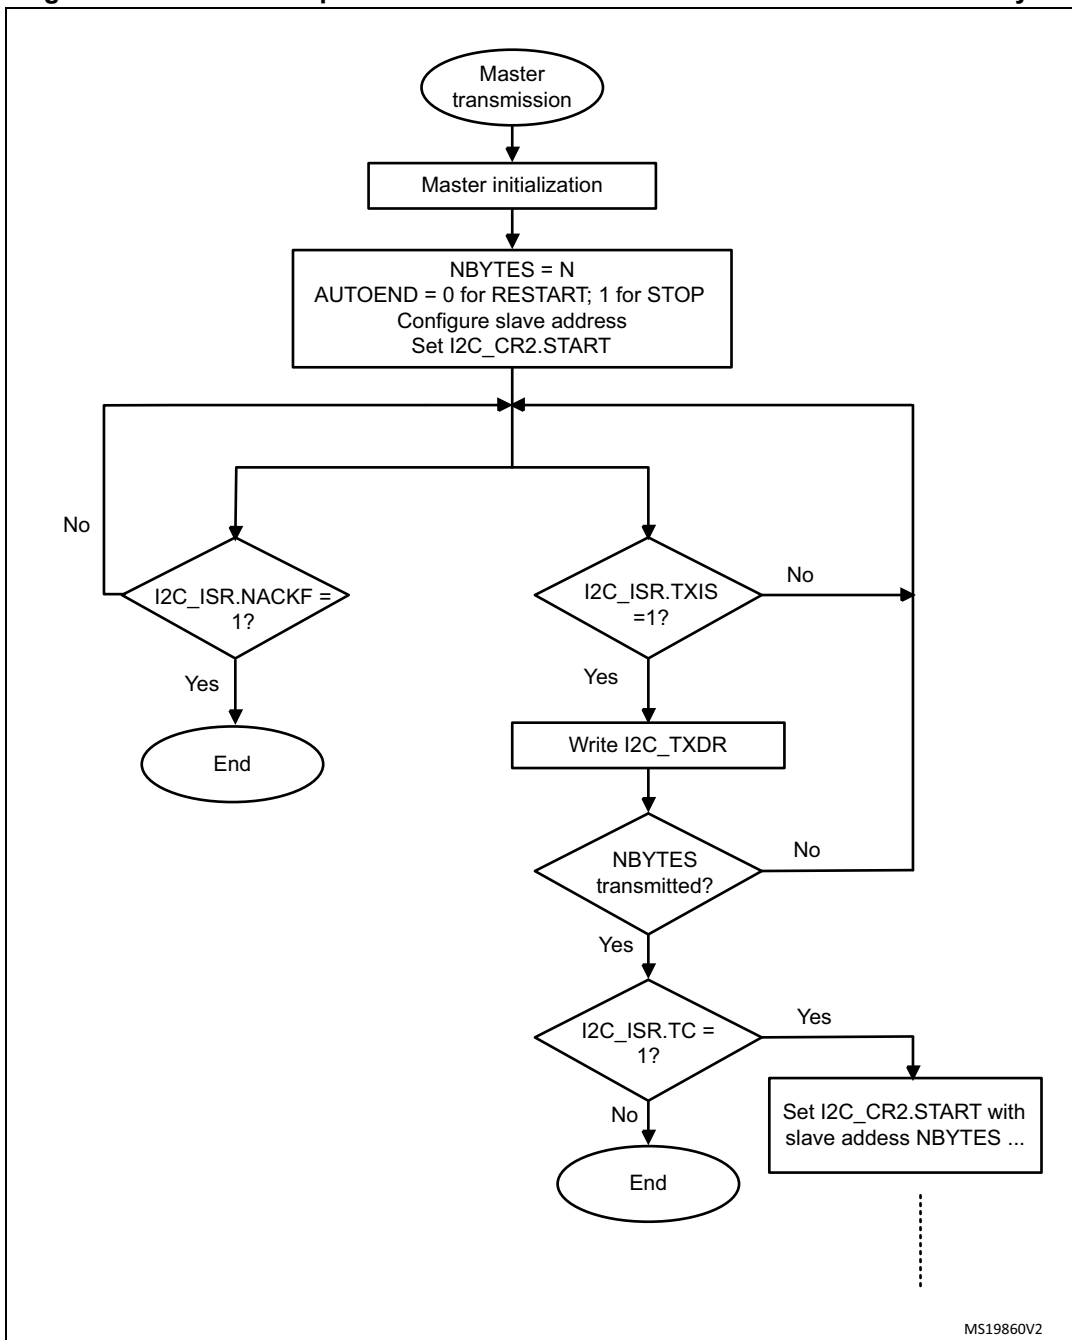 Master
transmission
Master initialization
NBYTES = N
AUTOEND = 0 for RESTART; 1 for STOP
Configure slave address
Set I2C_CR2.START
No
I2C_ISR.NACKF =
1?
Yes
End
I2C_ISR.TXIS
=1?
No
Yes
Write I2C_TXDR
NBYTES
transmitted?
No
Yes
I2C_ISR.TC =
1?
Yes
No
Set I2C_CR2.START with
slave addess NBYTES ...
End
MS19860V2